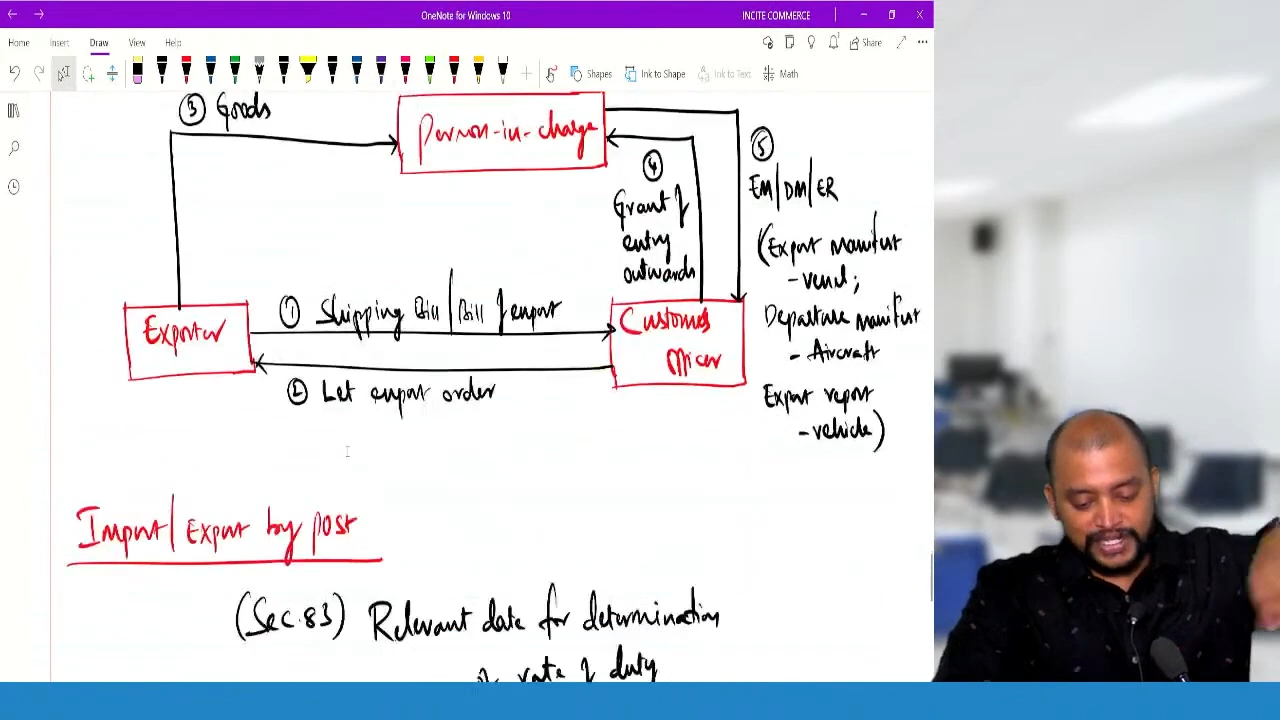 OneNote for Windows 10
INCITE COMMERCE
Home Insert Draw View Help
Share
Shapes Ink to Shape Ink to Text Math
③ Goods
Person-in-charge
④
Grant of
entry
outwards
⑤
EM/DM/ER
(Export manifest
- vessel;
Departure manifest
- Aircraft
Export report
- vehicle)
① Shipping Bill / Bill of export
Exporter
Customs
officer
② Let export order
Import/Export by post
(Sec.83) Relevant date for determination
of rate of duty